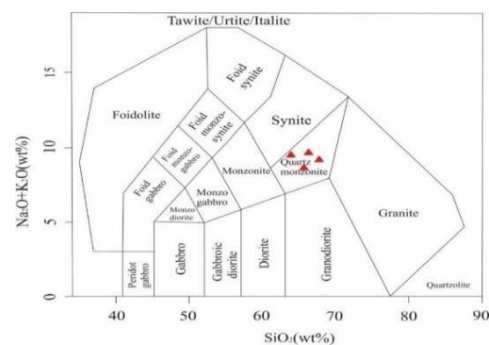 Tawite/Urtite/Italite
Foid
synite
Foidolite
Synite
Foid
monzo-
synite
Foid
monzo-
gabbro
Foid
gabbro
Quartz
monzonite
Monzonite
Monzo
gabbro
Monzo
diorite
Granite
Peridot
gabbro
Gabbro
Gabbroic
diorite
Diorite
Granodiorite
Quartzolite
Na₂O+K₂O(wt%)
15
10
5
0
40
50
60
70
80
90
SiO₂(wt%)